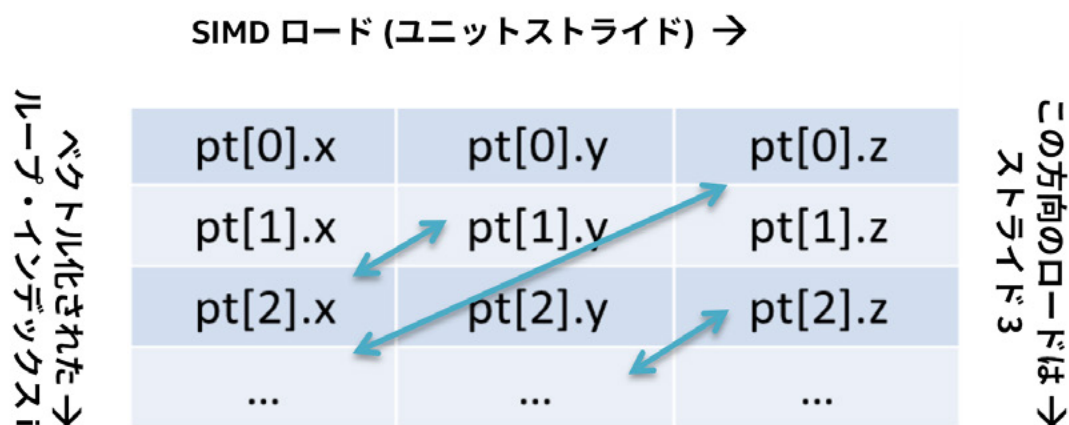 SIMD ロード (ユニットストライド) →
ベクトル化された →
ループ・インデックス i
pt[0].x pt[0].y pt[0].z
pt[1].x pt[1].y pt[1].z
pt[2].x pt[2].y pt[2].z
... ... ...
この方向のロードは →
ストライド 3